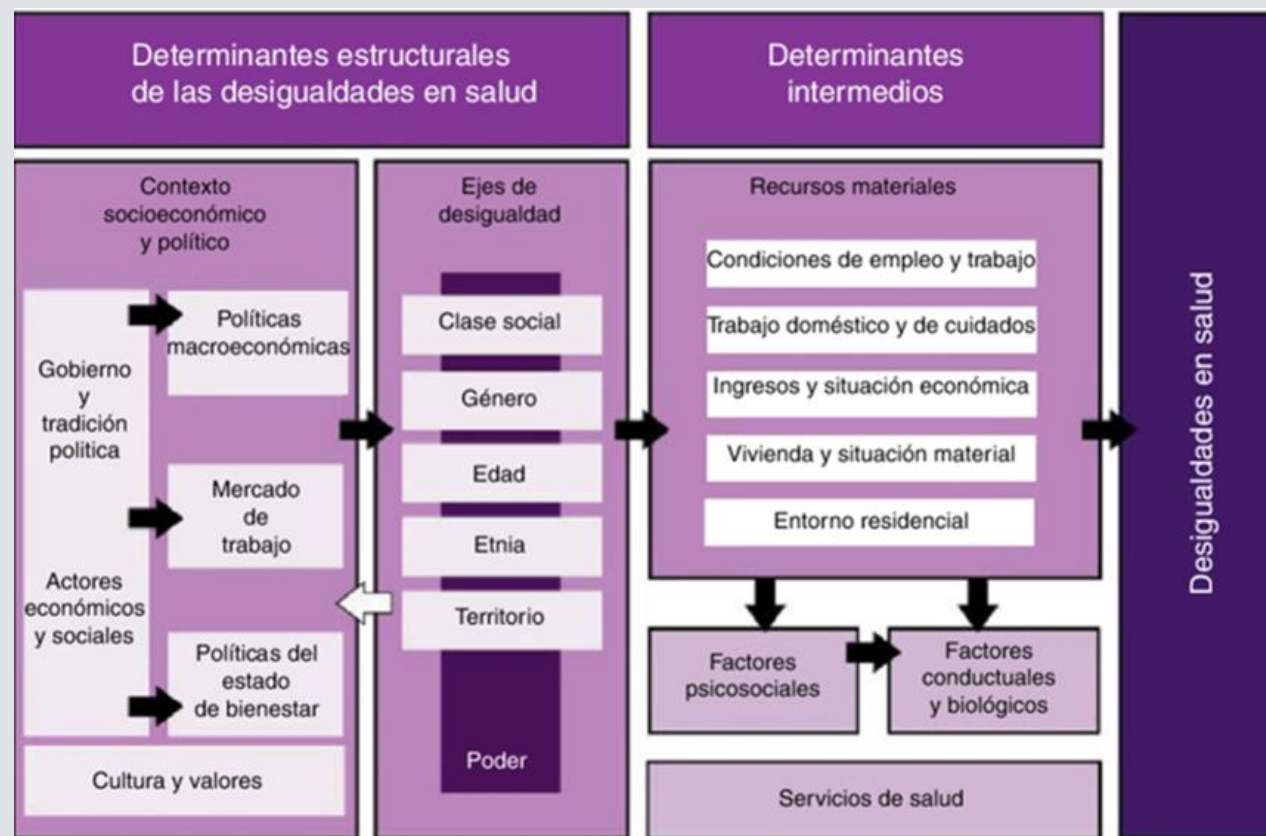 Determinantes estructurales
de las desigualdades en salud
Determinantes
intermedios
Contexto
socioeconómico
y político
Gobierno
y
tradición
politica
Actores
económicos
y sociales
Políticas
macroeconómicas
Mercado
de
trabajo
Políticas del
estado
de bienestar
Cultura y valores
Ejes de
desigualdad
Clase social
Género
Edad
Etnia
Territorio
Poder
Recursos materiales
Condiciones de empleo y trabajo
Trabajo doméstico y de cuidados
Ingresos y situación económica
Vivienda y situación material
Entorno residencial
Factores
psicosociales
Factores
conductuales
y biológicos
Servicios de salud
Desigualdades en salud